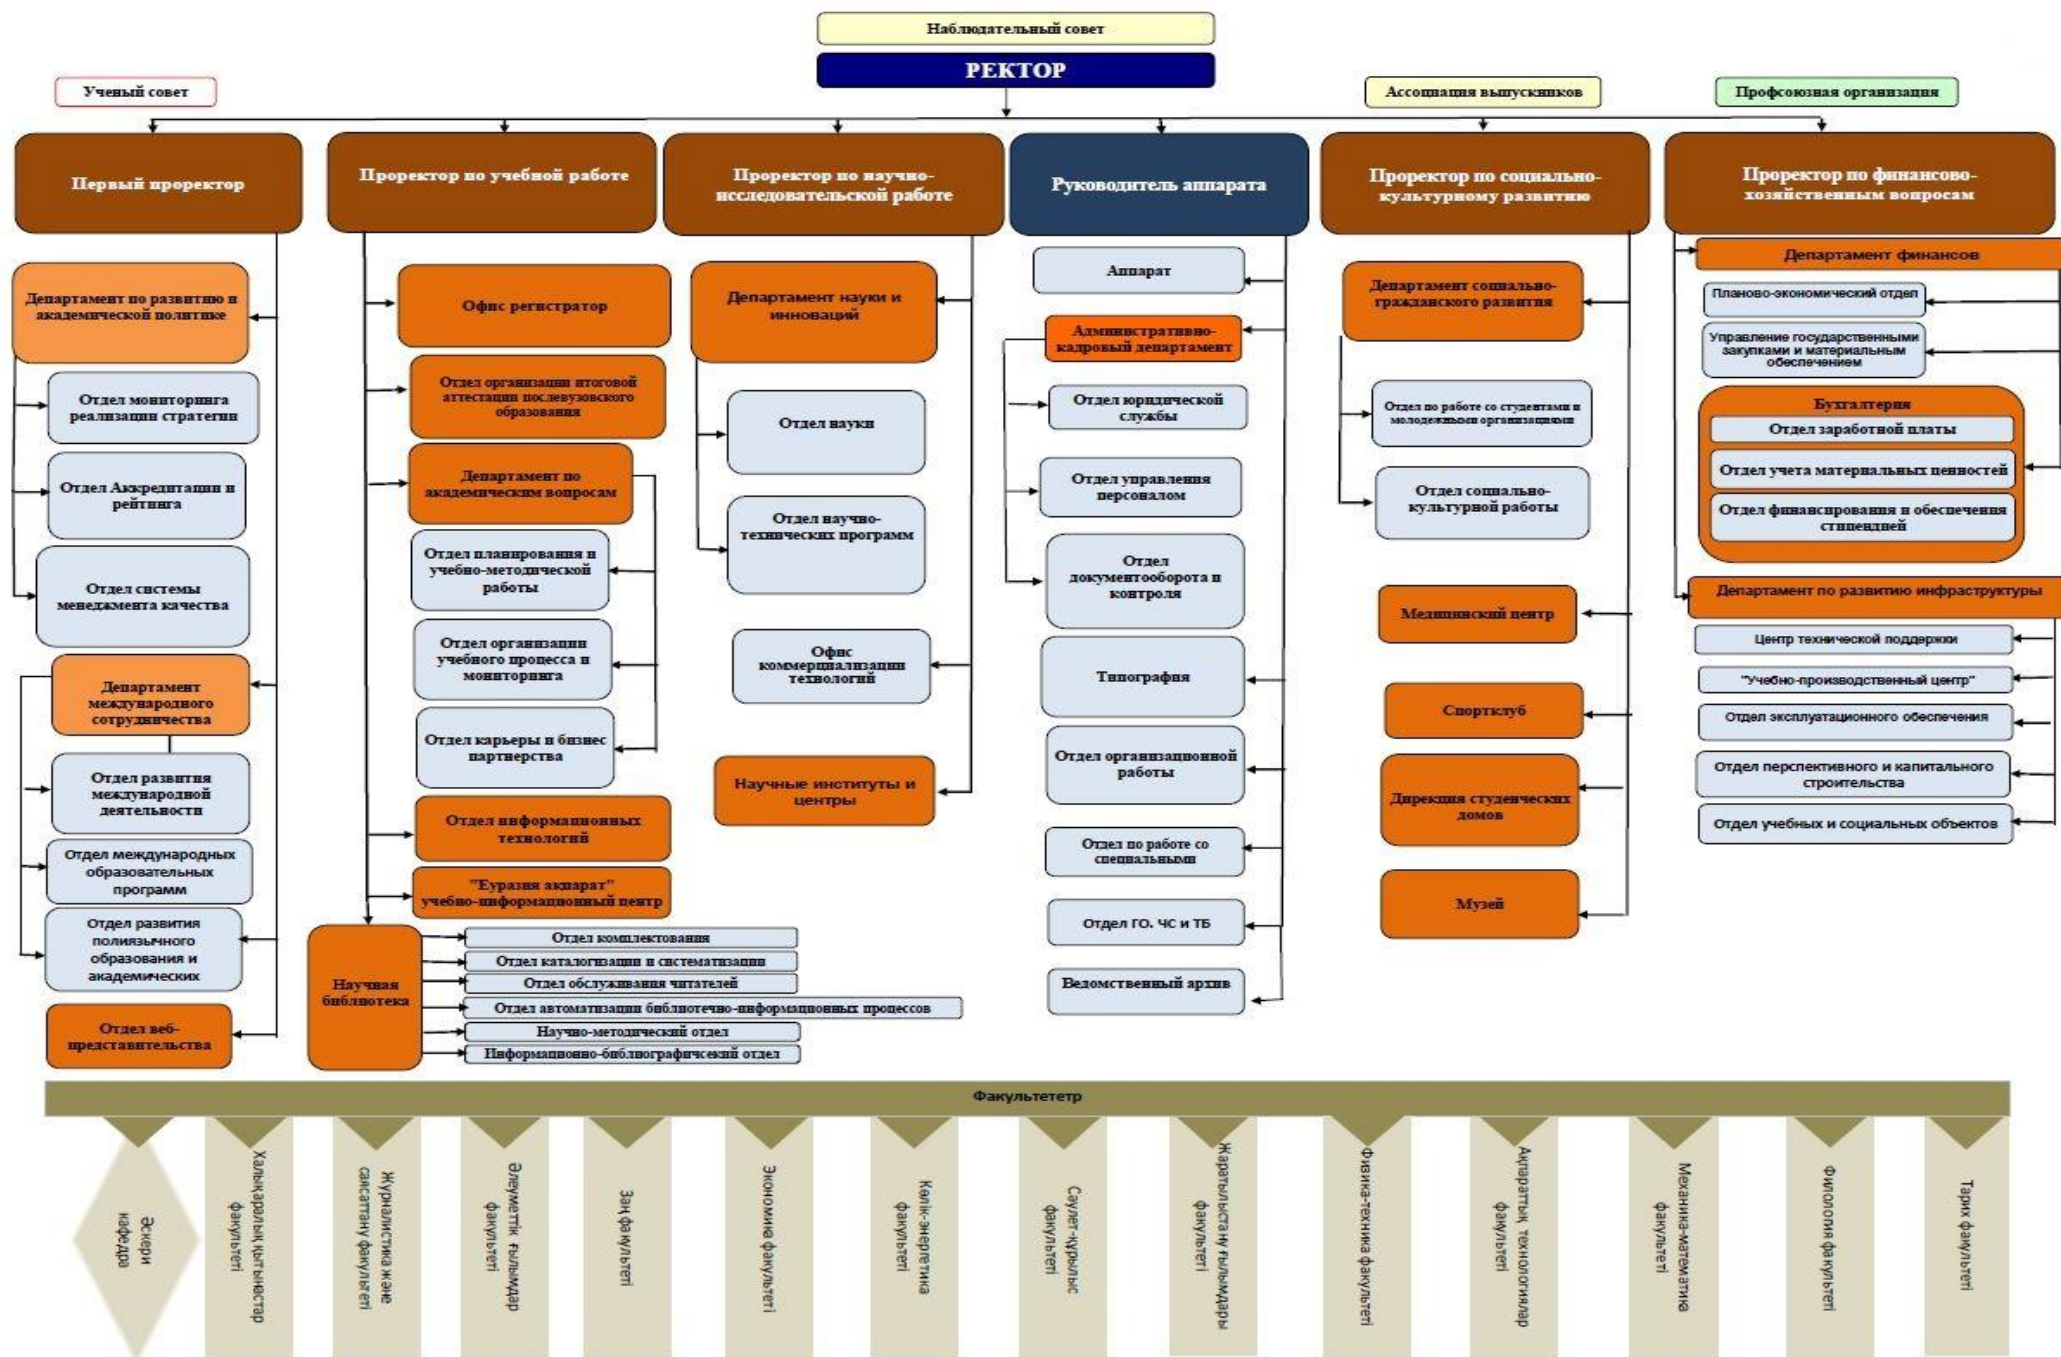 Наблюдательный совет
РЕКТОР
Ученый совет
Ассоциация выпускников
Профсоюзная организация
Первый проректор
Проректор по учебной работе
Проректор по научно-
исследовательской работе
Руководитель аппарата
Проректор по социально-
культурному развитию
Проректор по финансово-
хозяйственным вопросам
Департамент по развитию и
академической политике
Отдел мониторинга
реализации стратегии
Отдел Аккредитации и
рейтинга
Отдел системы
менеджмента качества
Департамент
международного
сотрудничества
Отдел развития
международной
деятельности
Отдел международных
образовательных
программ
Отдел развития
полиязычного
образования и
академических
Отдел веб-
представительства
Офис регистратор
Отдел организации итоговой
аттестации послевузовского
образования
Департамент по
академическим вопросам
Отдел планирования и
учебно-методической
работы
Отдел организации
учебного процесса и
мониторинга
Отдел карьеры и бизнес
партнерства
Отдел информационных
технологий
"Еуразия ақпарат"
учебно-информационный центр
Научная
библиотека
Отдел комплектования
Отдел каталогизации и систематизации
Отдел обслуживания читателей
Отдел автоматизации библиотечно-информационных процессов
Научно-методический отдел
Информационно-библиографичсекий отдел
Департамент науки и
инноваций
Отдел науки
Отдел научно-
технических программ
Офис
коммерциализации
технологий
Научные институты и
центры
Аппарат
Административно-
кадровый департамент
Отдел юридической
службы
Отдел управления
персоналом
Отдел
документооборота и
контроля
Типография
Отдел организационной
работы
Отдел по работе со
специальными
Отдел ГО. ЧС и ТБ
Ведомственный архив
Департамент социально-
гражданского развития
Отдел по работе со студентами и
молодежными организациями
Отдел социально-
культурной работы
Медицинский центр
Спортклуб
Дирекция студенческих
домов
Музей
Департамент финансов
Планово-экономический отдел
Управление государственными
закупками и материальным
обеспечением
Бухгалтерия
Отдел заработной платы
Отдел учета материальных ценностей
Отдел финансирования и обеспечения
стипендией
Департамент по развитию инфраструктуры
Центр технической поддержки
"Учебно-производственный центр"
Отдел эксплуатационного обеспечения
Отдел перспективного и капитального
строительства
Отдел учебных и социальных объектов
Факультететр
Әскери
кафедра
Халықаралық қатынастар
факультеті
Журналистика және
саясаттану факультеті
Әлеуметтік ғылымдар
факультеті
Заң факультеті
Экономика факультеті
Көлік-энергетика
факультеті
Сәулет-құрылыс
факультеті
Жаратылыстану ғылымдары
факультеті
Физика-техника факультеті
Ақпараттық технологиялар
факультеті
Механика-математика
факультеті
Филология факультеті
Тарих факультеті